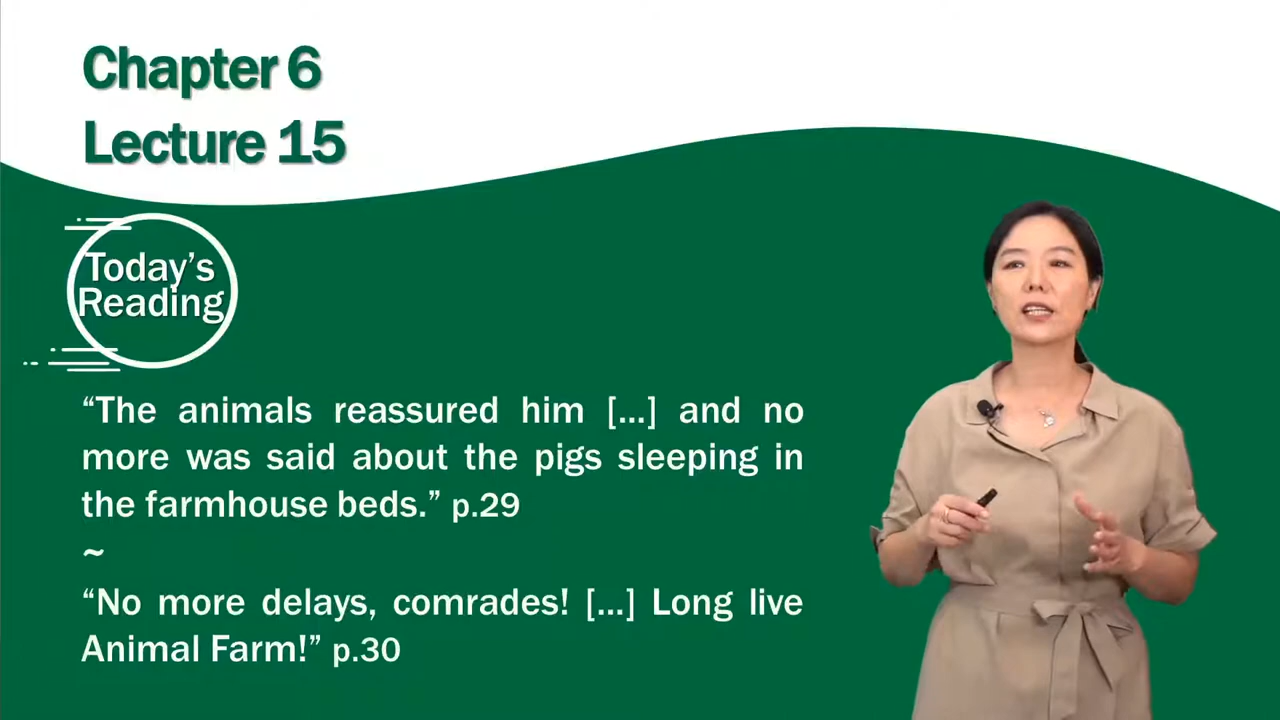 Chapter 6
Lecture 15
Today’s
Reading
“The animals reassured him [...] and no
more was said about the pigs sleeping in
the farmhouse beds.” p.29
~
“No more delays, comrades! [...] Long live
Animal Farm!” p.30